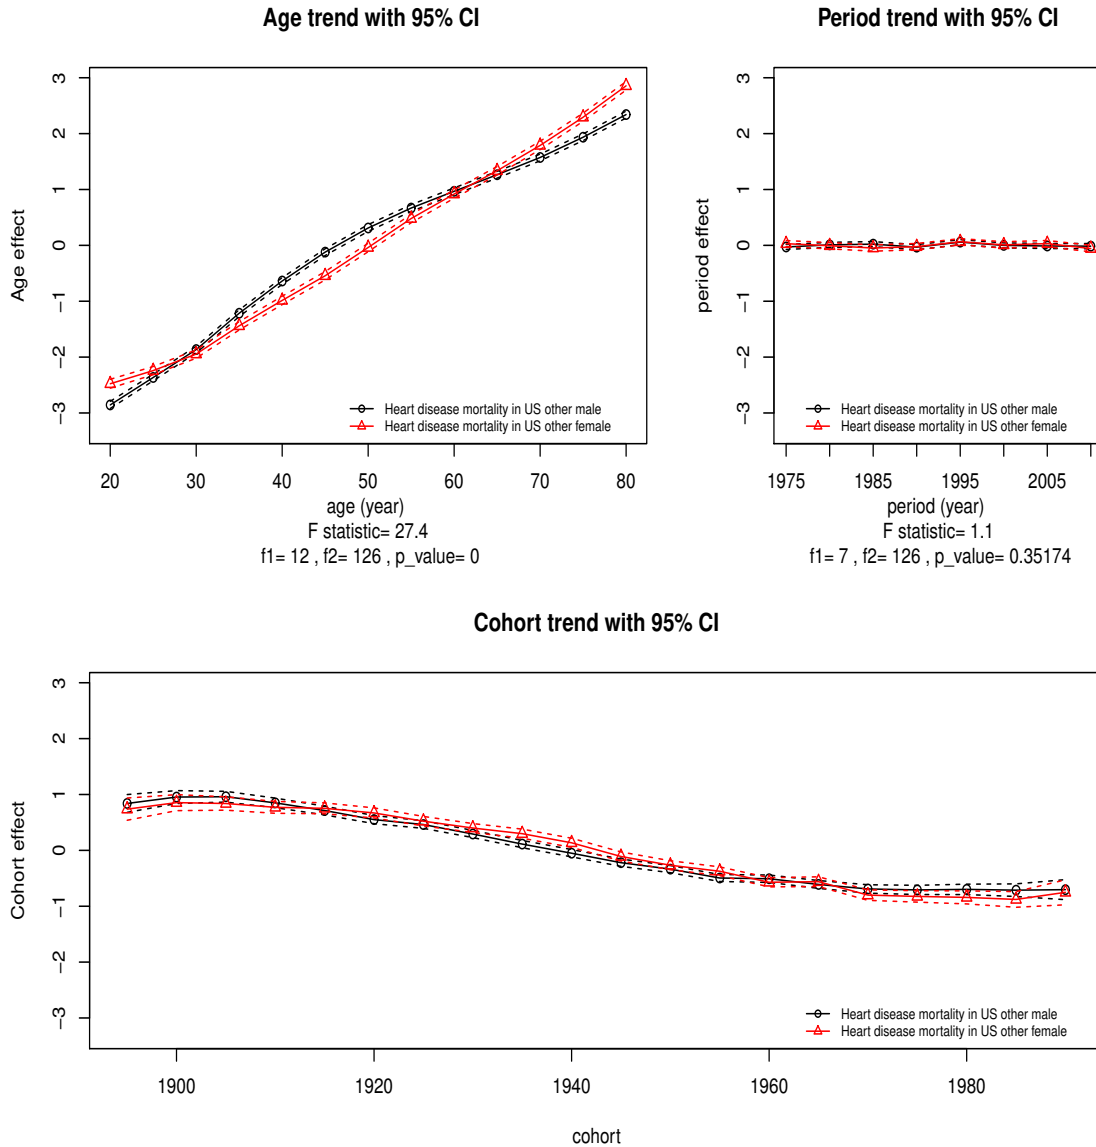 Age trend with 95% CI
3
2
1
0
−1
−2
−3
Age effect
Heart disease mortality in US other male
Heart disease mortality in US other female
20 30 40 50 60 70 80
age (year)
F statistic= 27.4
f1= 12 , f2= 126 , p_value= 0
Period trend with 95% CI
3
2
1
0
−1
−2
−3
period effect
Heart disease mortality in US other male
Heart disease mortality in US other female
1975 1985 1995 2005
period (year)
F statistic= 1.1
f1= 7 , f2= 126 , p_value= 0.35174
Cohort trend with 95% CI
3
2
1
0
−1
−2
−3
Cohort effect
Heart disease mortality in US other male
Heart disease mortality in US other female
1900 1920 1940 1960 1980
cohort